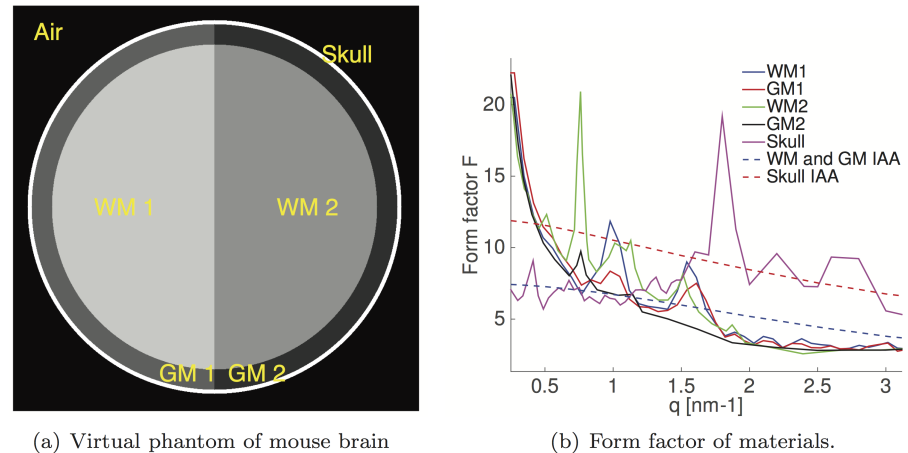 Air
Skull
WM 1
WM 2
GM 1
GM 2
(a) Virtual phantom of mouse brain
Form factor F
20
15
10
5
0.5
1
1.5
2
2.5
3
q [nm-1]
WM1
GM1
WM2
GM2
Skull
WM and GM IAA
Skull IAA
(b) Form factor of materials.